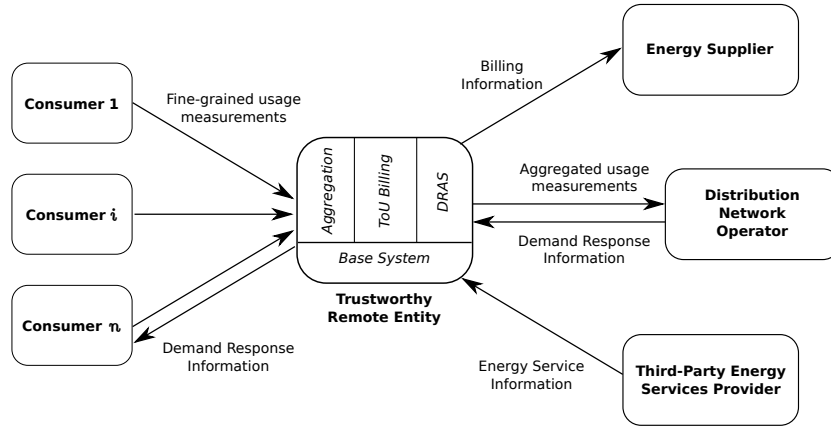 Consumer 1
Fine-grained usage
measurements
Consumer i
Consumer n
Demand Response
Information
Aggregation
ToU Billing
DRAS
Base System
Trustworthy
Remote Entity
Billing
Information
Energy Supplier
Aggregated usage
measurements
Demand Response
Information
Distribution
Network
Operator
Energy Service
Information
Third-Party Energy
Services Provider